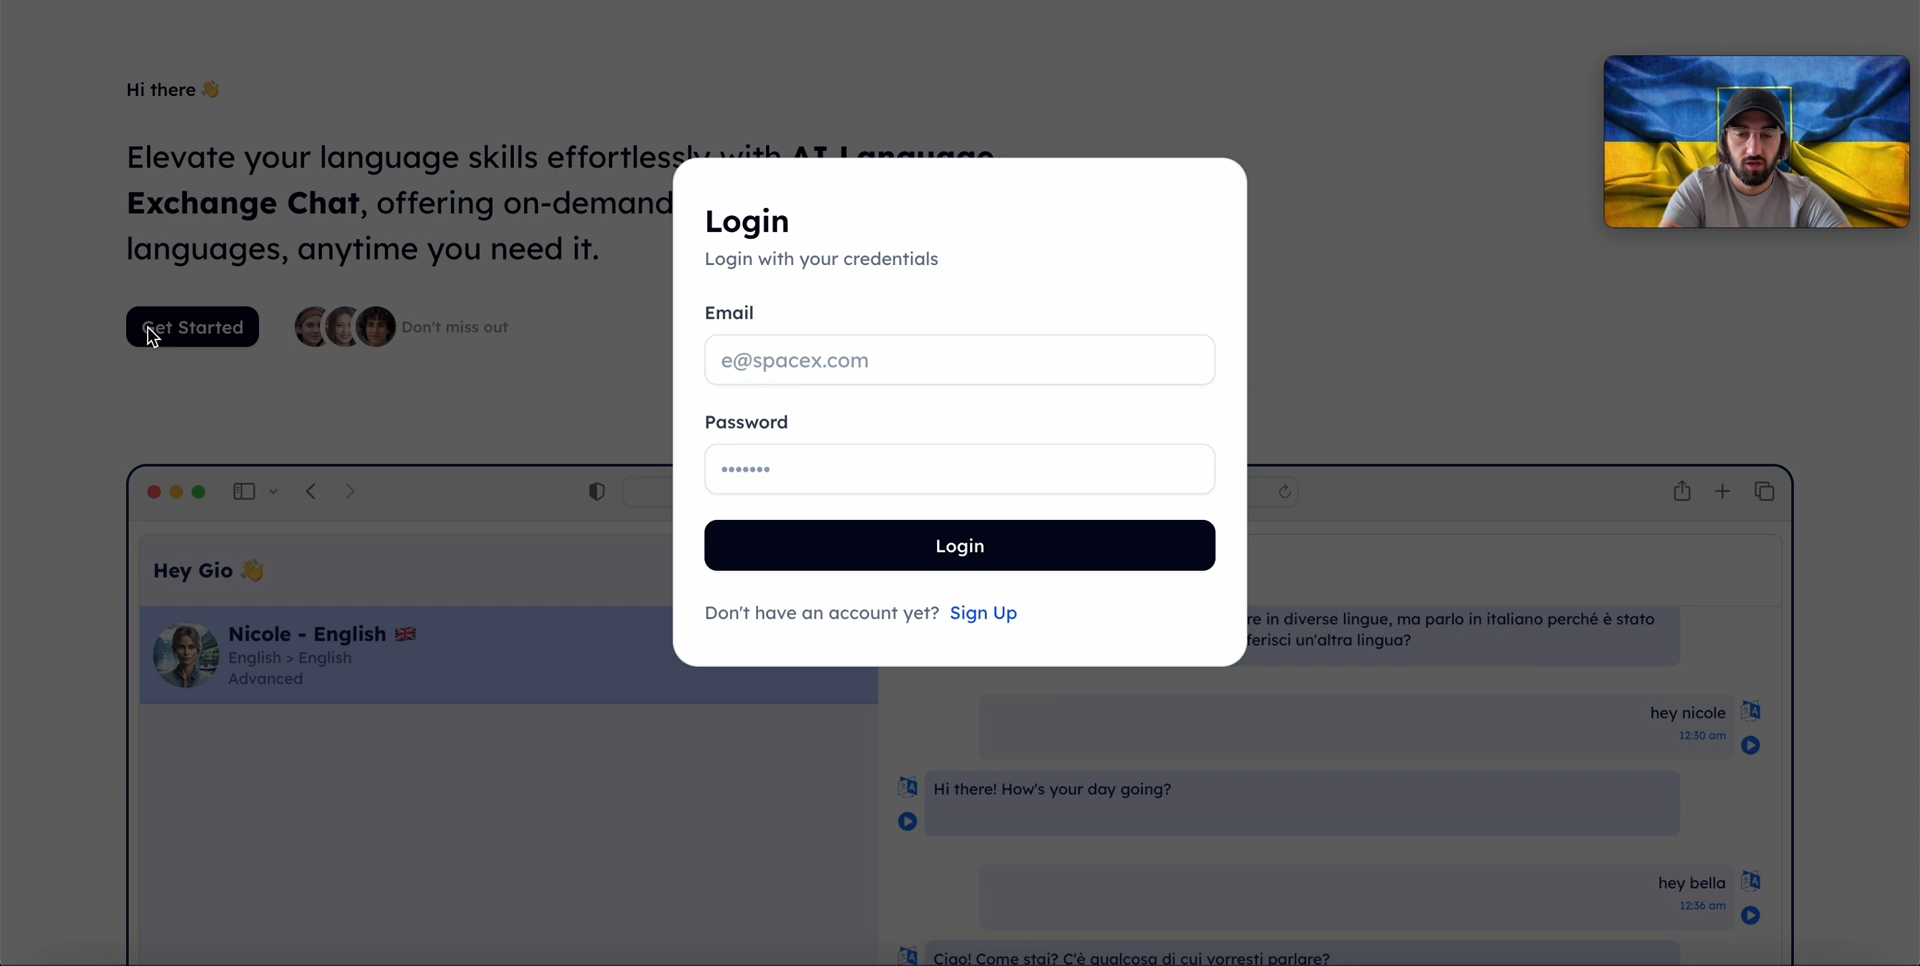 Hi there 👋
Elevate your language skills effortlessly with AI Language
Exchange Chat, offering on-demand
languages, anytime you need it.
Get Started
Don't miss out
Login
Login with your credentials
Email
e@spacex.com
Password
•••••••
Login
Don't have an account yet? Sign Up
Hey Gio 👋
Nicole - English 🇬🇧
English > English
Advanced
re in diverse lingue, ma parlo in italiano perché è stato
ferisci un'altra lingua?
hey nicole
12:30 am
Hi there! How's your day going?
hey bella
12:36 am
Ciao! Come stai? C'è qualcosa di cui vorresti parlare?